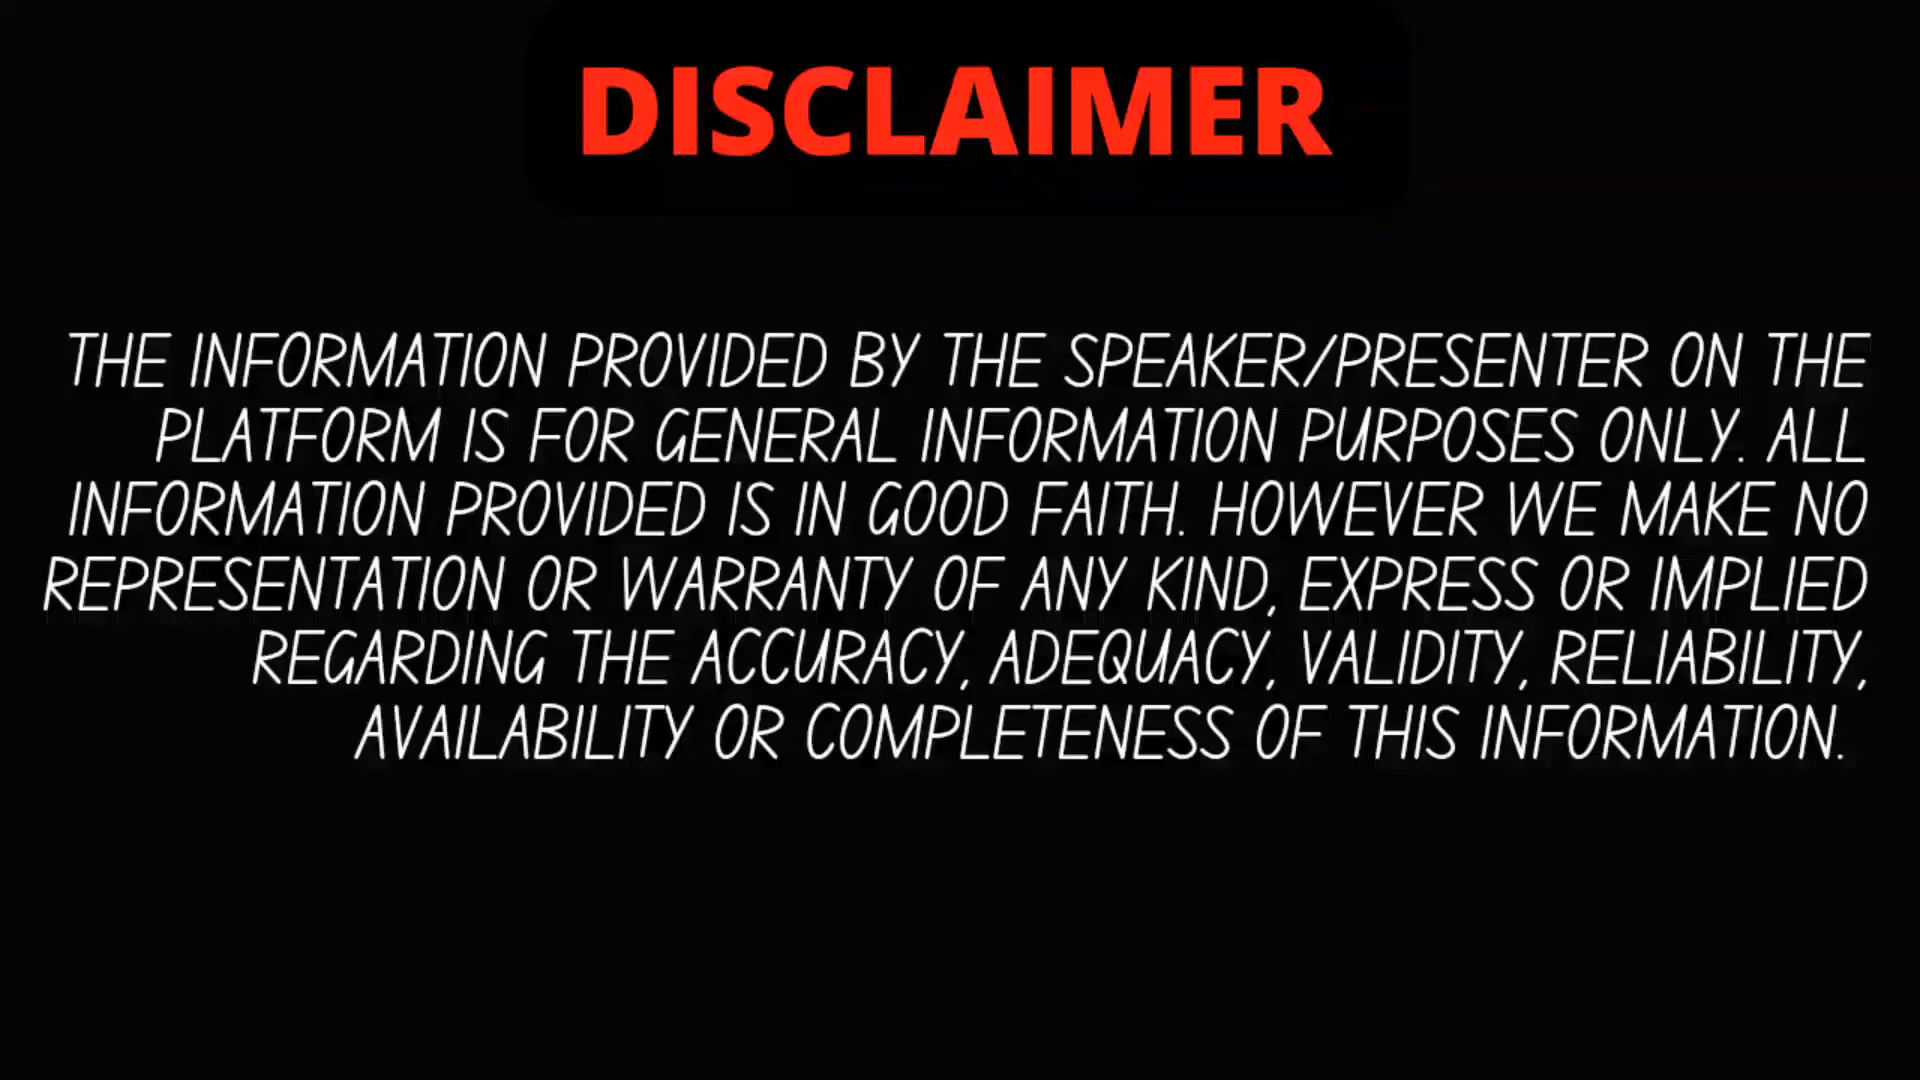 DISCLAIMER
THE INFORMATION PROVIDED BY THE SPEAKER/PRESENTER ON THE
PLATFORM IS FOR GENERAL INFORMATION PURPOSES ONLY. ALL
INFORMATION PROVIDED IS IN GOOD FAITH. HOWEVER WE MAKE NO
REPRESENTATION OR WARRANTY OF ANY KIND, EXPRESS OR IMPLIED
REGARDING THE ACCURACY, ADEQUACY, VALIDITY, RELIABILITY,
AVAILABILITY OR COMPLETENESS OF THIS INFORMATION.